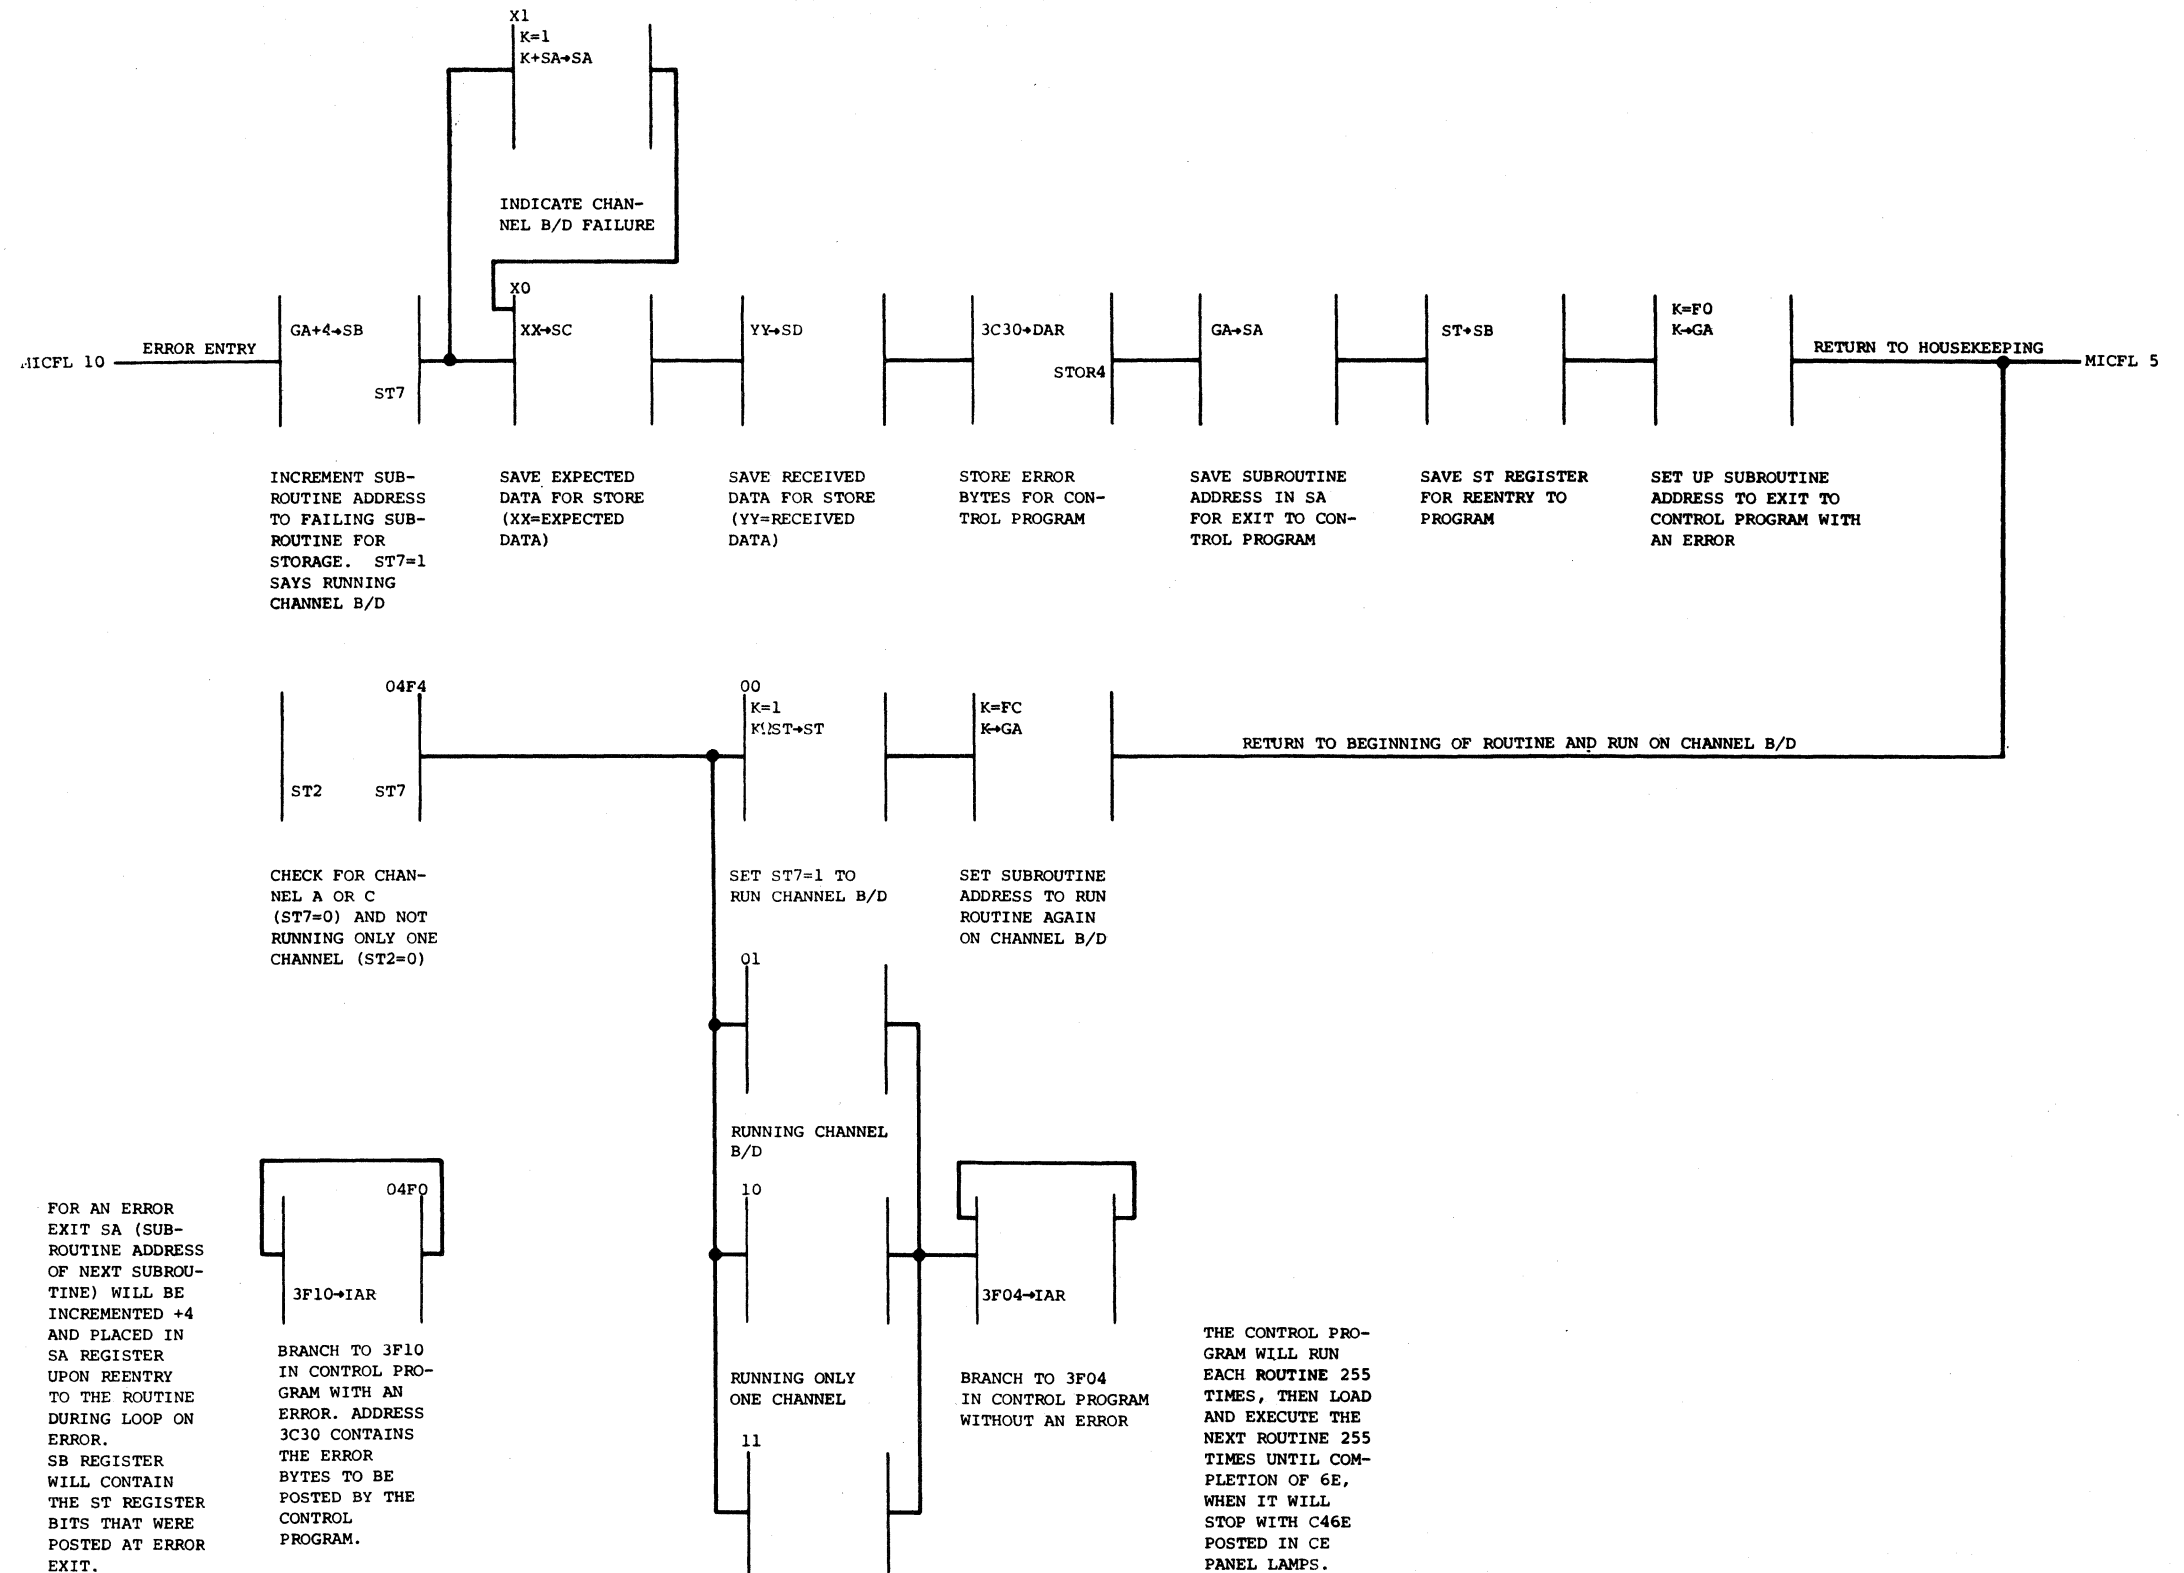 X1
K=1
K+SA→SA
INDICATE CHAN-
NEL B/D FAILURE
MICFL 10
ERROR ENTRY
GA+4→SB
ST7
X0
XX→SC
YY→SD
3C30→DAR
STOR4
GA→SA
ST→SB
K=F0
K→GA
RETURN TO HOUSEKEEPING
MICFL 5
INCREMENT SUB-
ROUTINE ADDRESS
TO FAILING SUB-
ROUTINE FOR
STORAGE. ST7=1
SAYS RUNNING
CHANNEL B/D
SAVE EXPECTED
DATA FOR STORE
(XX=EXPECTED
DATA)
SAVE RECEIVED
DATA FOR STORE
(YY=RECEIVED
DATA)
STORE ERROR
BYTES FOR CON-
TROL PROGRAM
SAVE SUBROUTINE
ADDRESS IN SA
FOR EXIT TO CON-
TROL PROGRAM
SAVE ST REGISTER
FOR REENTRY TO
PROGRAM
SET UP SUBROUTINE
ADDRESS TO EXIT TO
CONTROL PROGRAM WITH
AN ERROR
04F4
ST2 ST7
00
K=1
KΩST→ST
K=FC
K→GA
RETURN TO BEGINNING OF ROUTINE AND RUN ON CHANNEL B/D
CHECK FOR CHAN-
NEL A OR C
(ST7=0) AND NOT
RUNNING ONLY ONE
CHANNEL (ST2=0)
SET ST7=1 TO
RUN CHANNEL B/D
SET SUBROUTINE
ADDRESS TO RUN
ROUTINE AGAIN
ON CHANNEL B/D
01
RUNNING CHANNEL
B/D
FOR AN ERROR
EXIT SA (SUB-
ROUTINE ADDRESS
OF NEXT SUBROU-
TINE) WILL BE
INCREMENTED +4
AND PLACED IN
SA REGISTER
UPON REENTRY
TO THE ROUTINE
DURING LOOP ON
ERROR.
SB REGISTER
WILL CONTAIN
THE ST REGISTER
BITS THAT WERE
POSTED AT ERROR
EXIT.
04F0
3F10→IAR
BRANCH TO 3F10
IN CONTROL PRO-
GRAM WITH AN
ERROR. ADDRESS
3C30 CONTAINS
THE ERROR
BYTES TO BE
POSTED BY THE
CONTROL
PROGRAM.
10
RUNNING ONLY
ONE CHANNEL
11
3F04→IAR
BRANCH TO 3F04
IN CONTROL PROGRAM
WITHOUT AN ERROR
THE CONTROL PRO-
GRAM WILL RUN
EACH ROUTINE 255
TIMES, THEN LOAD
AND EXECUTE THE
NEXT ROUTINE 255
TIMES UNTIL COM-
PLETION OF 6E,
WHEN IT WILL
STOP WITH C46E
POSTED IN CE
PANEL LAMPS.